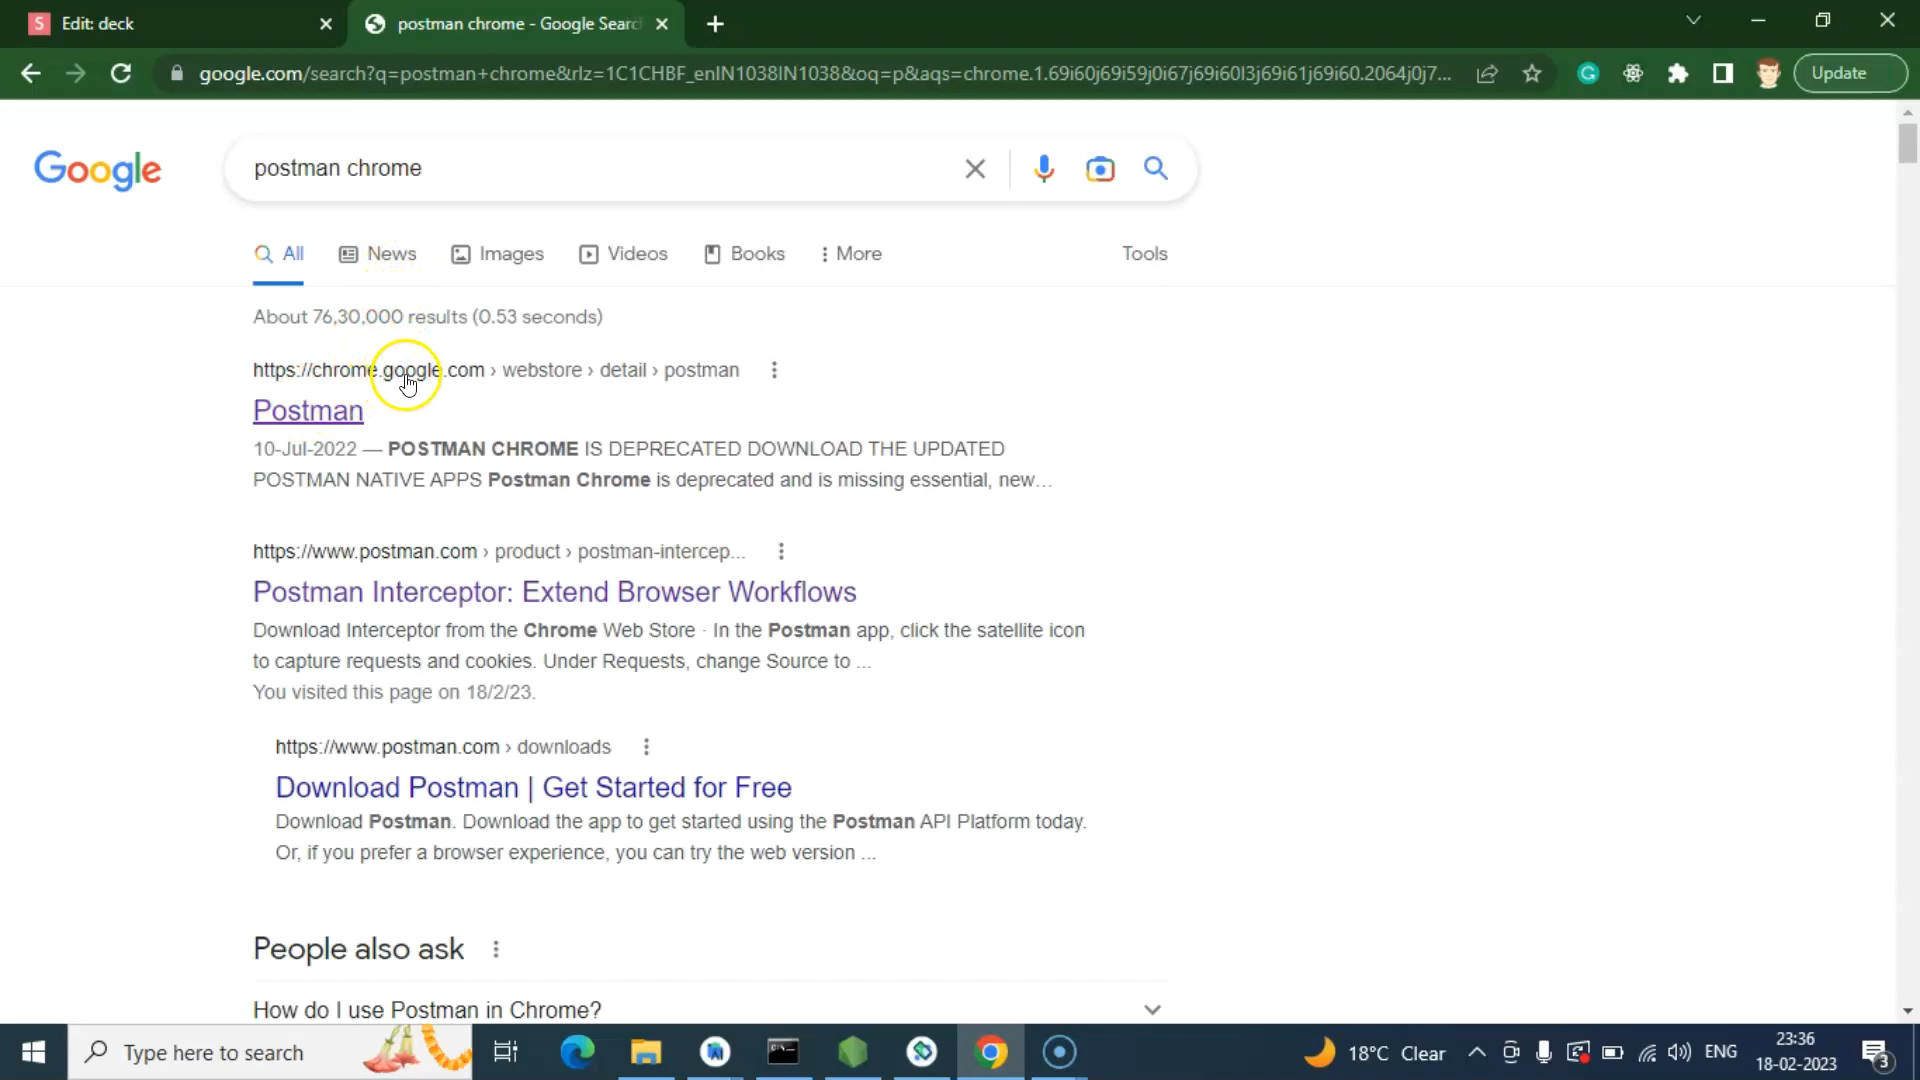 S Edit: deck
postman chrome - Google Searc
google.com/search?q=postman+chrome&rlz=1C1CHBF_enIN1038IN1038&oq=p&aqs=chrome.1.69i60j69i59j0i67j69i60l3j69i61j69i60.2064j0j7...
Update
Google
postman chrome
All
News
Images
Videos
Books
More
Tools
About 76,30,000 results (0.53 seconds)
https://chrome.google.com › webstore › detail › postman
Postman
10-Jul-2022 — POSTMAN CHROME IS DEPRECATED DOWNLOAD THE UPDATED
POSTMAN NATIVE APPS Postman Chrome is deprecated and is missing essential, new...
https://www.postman.com › product › postman-intercep...
Postman Interceptor: Extend Browser Workflows
Download Interceptor from the Chrome Web Store · In the Postman app, click the satellite icon
to capture requests and cookies. Under Requests, change Source to ...
You visited this page on 18/2/23.
https://www.postman.com › downloads
Download Postman | Get Started for Free
Download Postman. Download the app to get started using the Postman API Platform today.
Or, if you prefer a browser experience, you can try the web version ...
People also ask
How do I use Postman in Chrome?
Type here to search
18°C Clear
ENG
23:36
18-02-2023
3